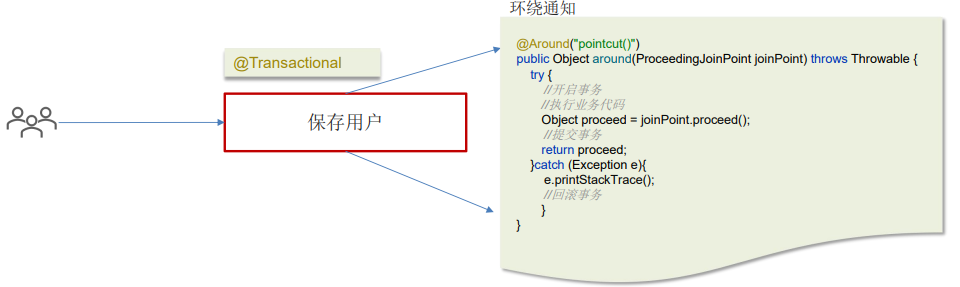 环绕通知
@Transactional
保存用户
@Around("pointcut()")
public Object around(ProceedingJoinPoint joinPoint) throws Throwable {
try {
//开启事务
//执行业务代码
Object proceed = joinPoint.proceed();
//提交事务
return proceed;
}catch (Exception e){
e.printStackTrace();
//回滚事务
}
}